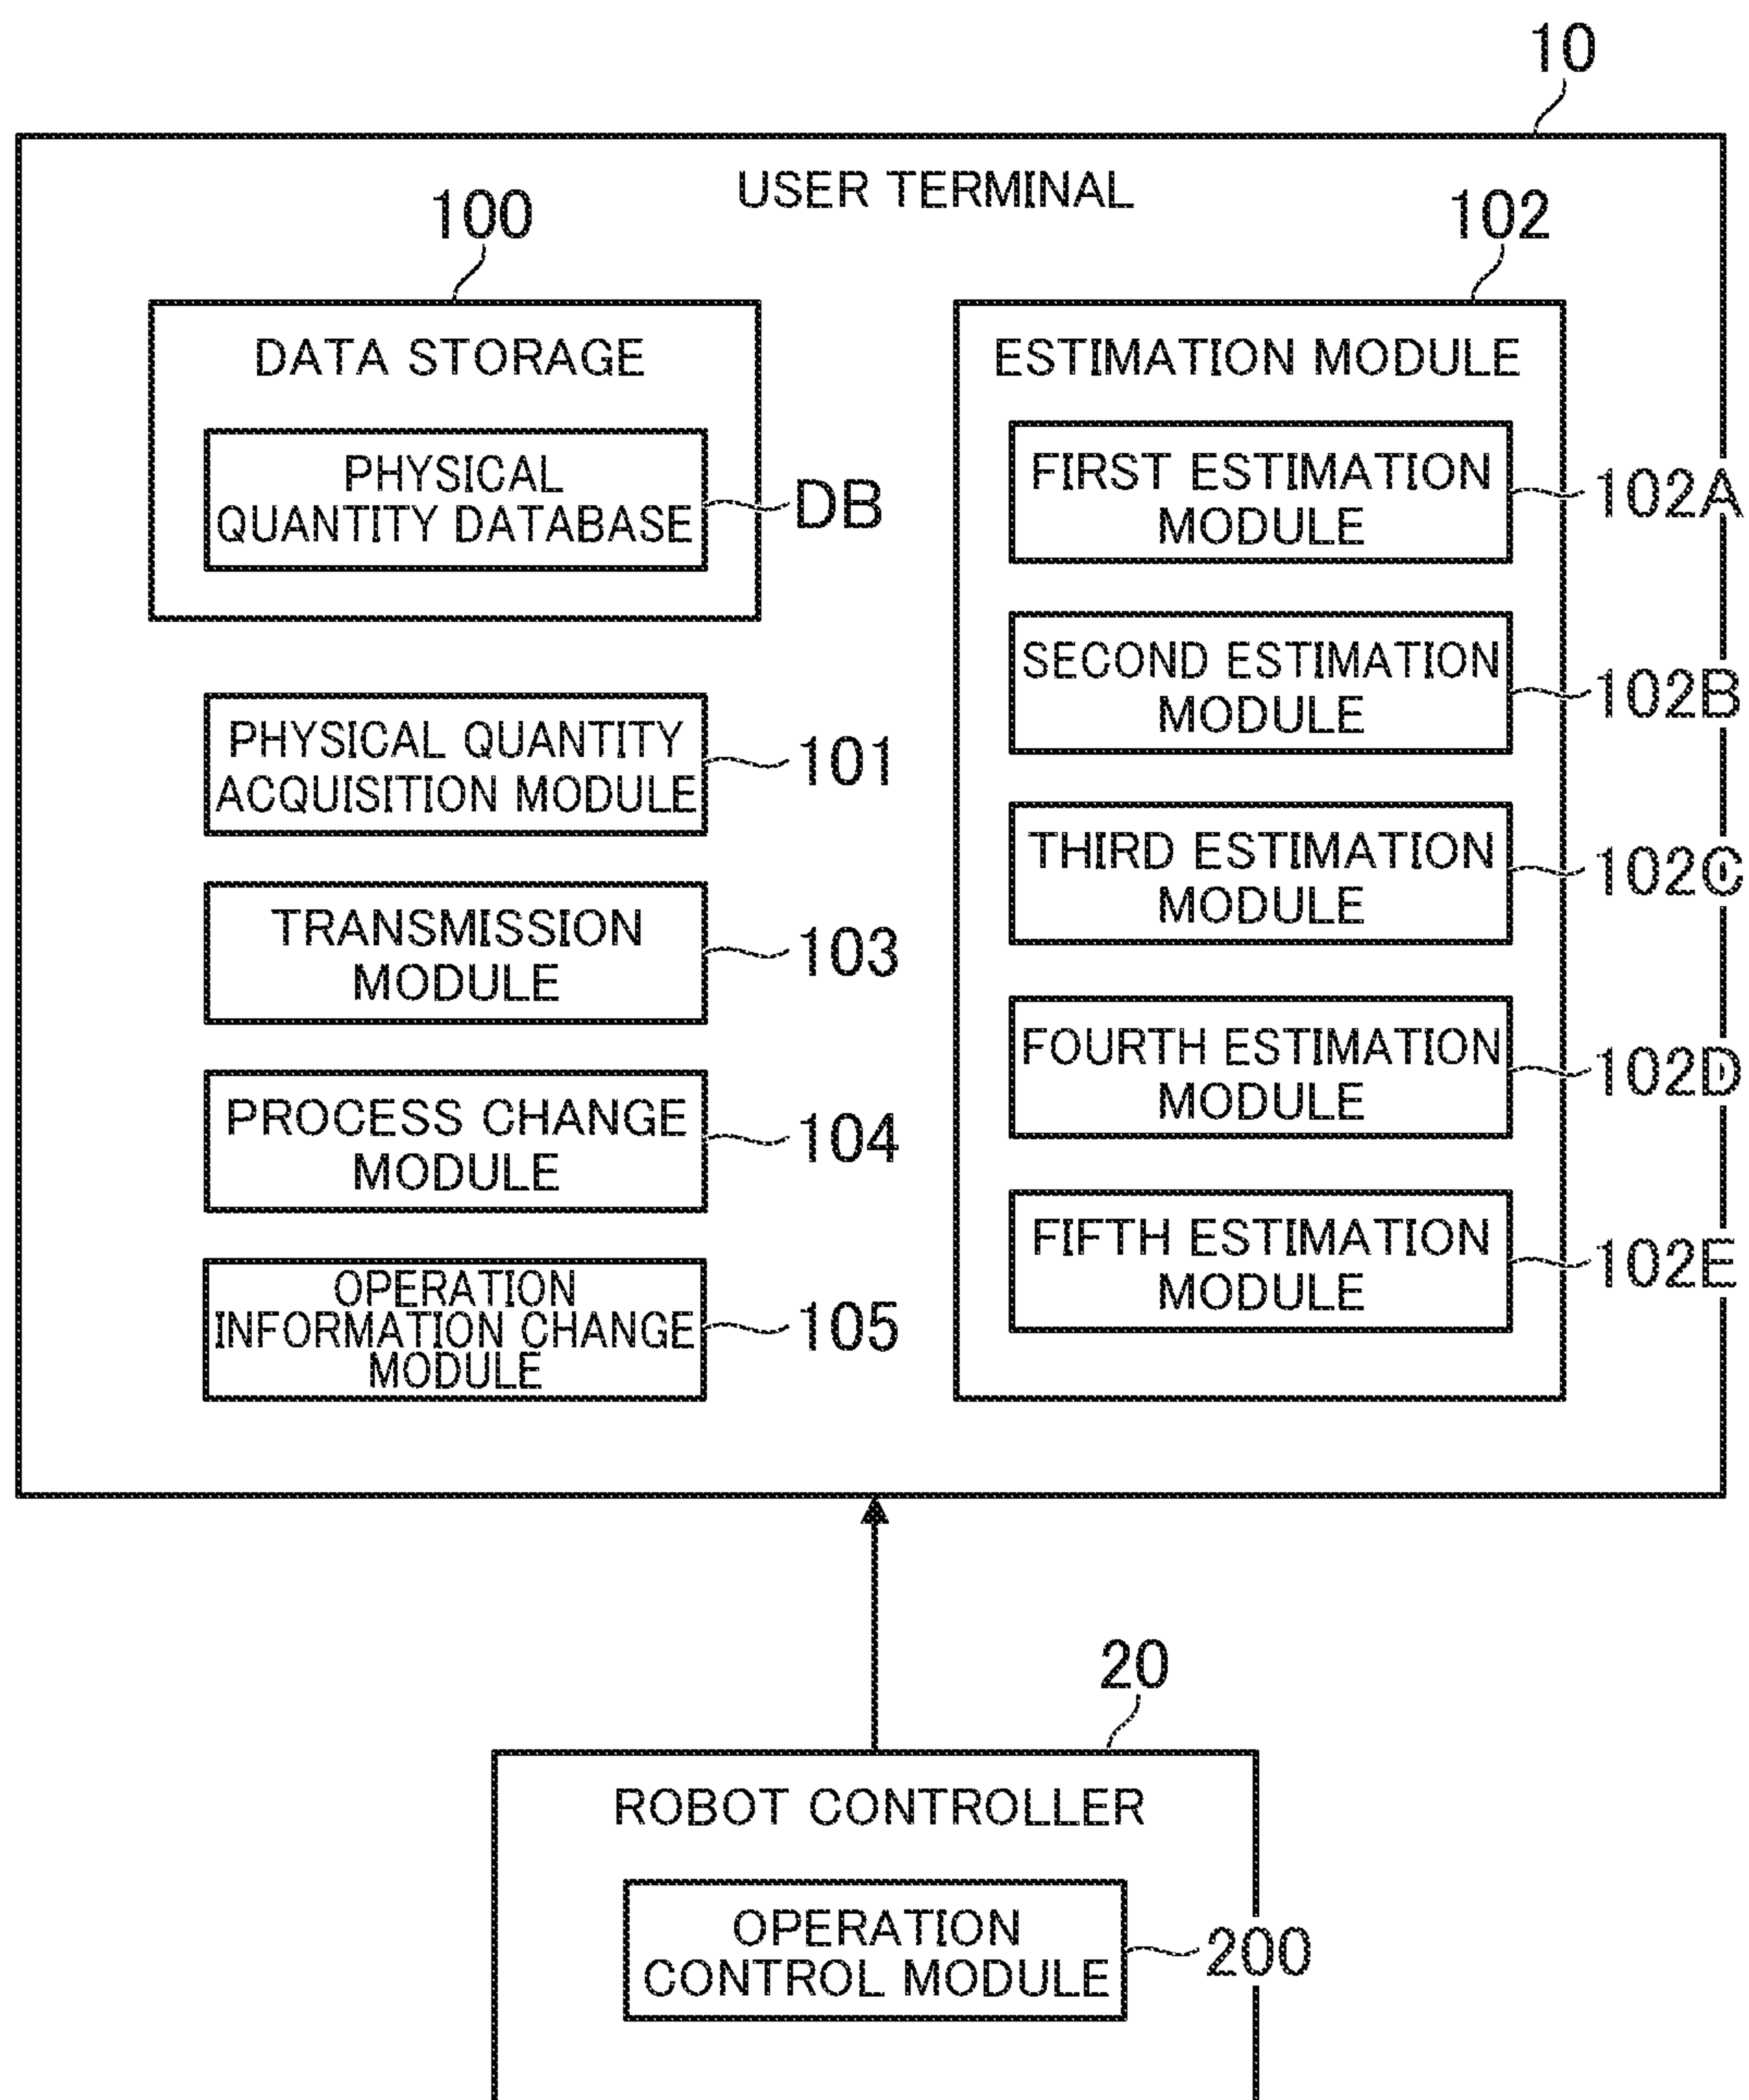 10
USER TERMINAL
100
DATA STORAGE
PHYSICAL
QUANTITY DATABASE
DB
PHYSICAL QUANTITY
ACQUISITION MODULE
101
TRANSMISSION
MODULE
103
PROCESS CHANGE
MODULE
104
OPERATION
INFORMATION CHANGE
MODULE
105
102
ESTIMATION MODULE
FIRST ESTIMATION
MODULE
102A
SECOND ESTIMATION
MODULE
102B
THIRD ESTIMATION
MODULE
102C
FOURTH ESTIMATION
MODULE
102D
FIFTH ESTIMATION
MODULE
102E
20
ROBOT CONTROLLER
OPERATION
CONTROL MODULE
200